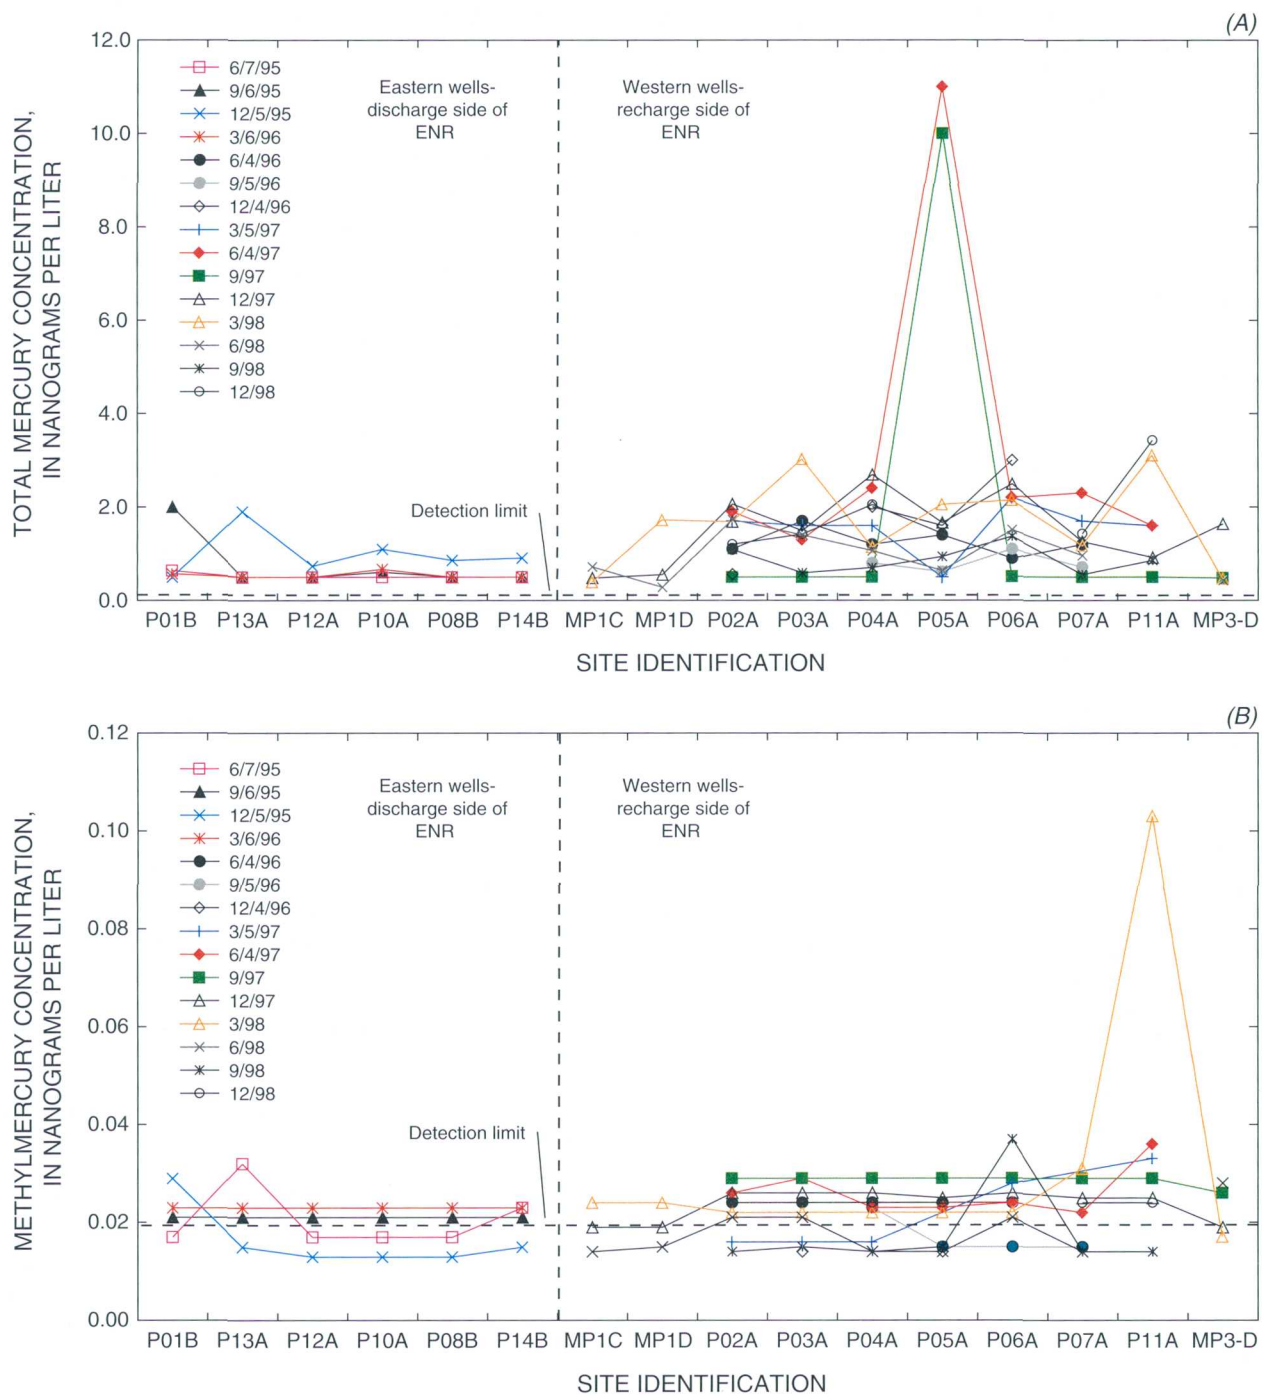 (A)
TOTAL MERCURY CONCENTRATION,
IN NANOGRAMS PER LITER
12.0
10.0
8.0
6.0
4.0
2.0
0.0
6/7/95
9/6/95
12/5/95
3/6/96
6/4/96
9/5/96
12/4/96
3/5/97
6/4/97
9/97
12/97
3/98
6/98
9/98
12/98
Eastern wells-
discharge side of
ENR
Western wells-
recharge side of
ENR
Detection limit
P01B P13A P12A P10A P08B P14B MP1C MP1D P02A P03A P04A P05A P06A P07A P11A MP3-D
SITE IDENTIFICATION
(B)
METHYLMERCURY CONCENTRATION,
IN NANOGRAMS PER LITER
0.12
0.10
0.08
0.06
0.04
0.02
0.00
6/7/95
9/6/95
12/5/95
3/6/96
6/4/96
9/5/96
12/4/96
3/5/97
6/4/97
9/97
12/97
3/98
6/98
9/98
12/98
Eastern wells-
discharge side of
ENR
Western wells-
recharge side of
ENR
Detection limit
P01B P13A P12A P10A P08B P14B MP1C MP1D P02A P03A P04A P05A P06A P07A P11A MP3-D
SITE IDENTIFICATION